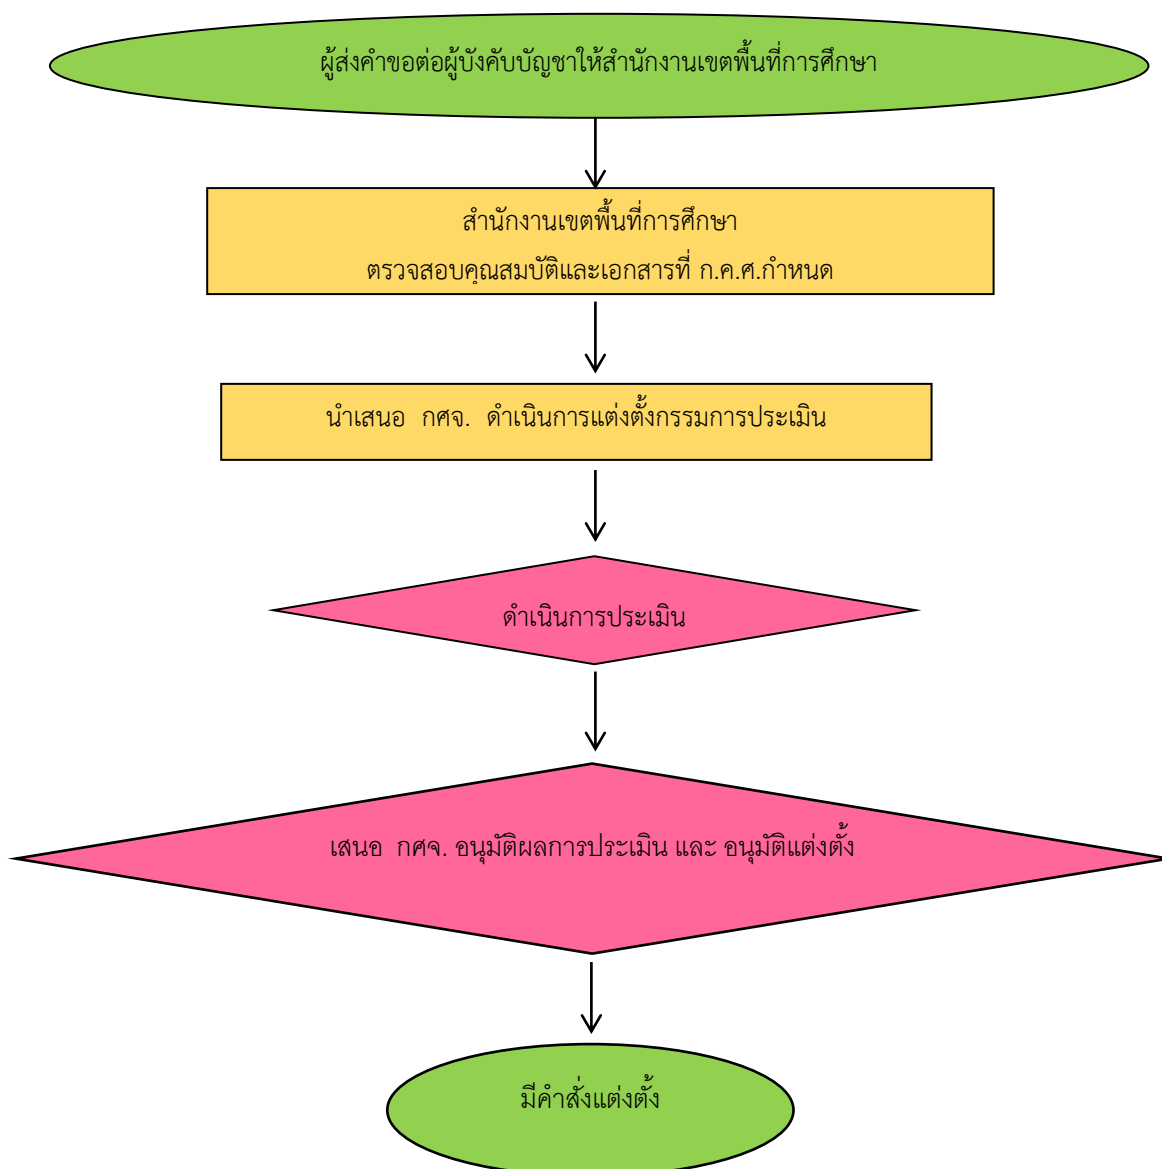 ผู้ส่งคำขอต่อผู้บังคับบัญชาให้สำนักงานเขตพื้นที่การศึกษา
สำนักงานเขตพื้นที่การศึกษา
ตรวจสอบคุณสมบัติและเอกสารที่ ก.ค.ศ.กำหนด
นำเสนอ กศจ. ดำเนินการแต่งตั้งกรรมการประเมิน
ดำเนินการประเมิน
เสนอ กศจ. อนุมัติผลการประเมิน และ อนุมัติแต่งตั้ง
มีคำสั่งแต่งตั้ง